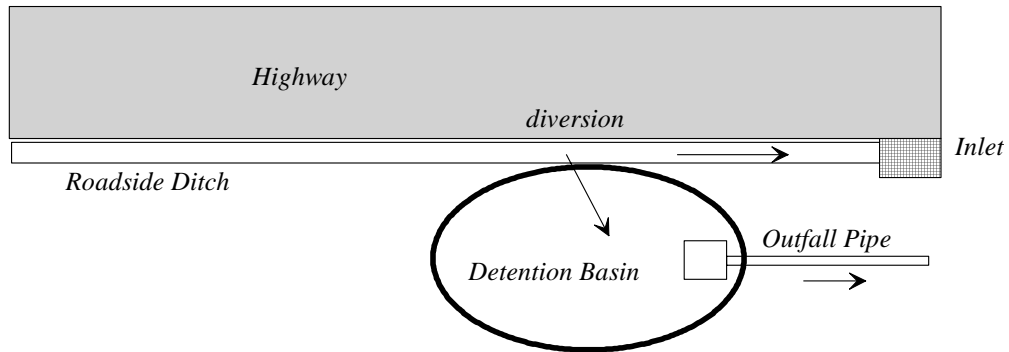 Highway
diversion
Inlet
Roadside Ditch
Outfall Pipe
Detention Basin